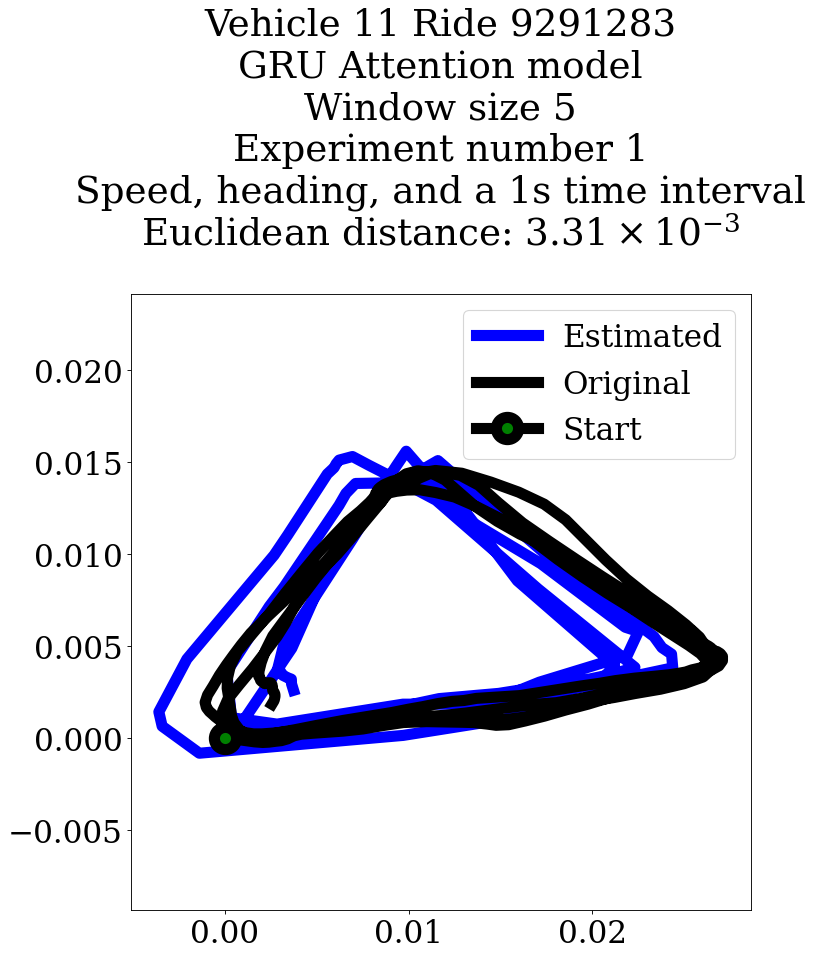 Vehicle 11 Ride 9291283
GRU Attention model
Window size 5
Experiment number 1
Speed, heading, and a 1s time interval
Euclidean distance: 3.31 × 10⁻³
Estimated
Original
Start
0.020
0.015
0.010
0.005
0.000
−0.005
0.00 0.01 0.02